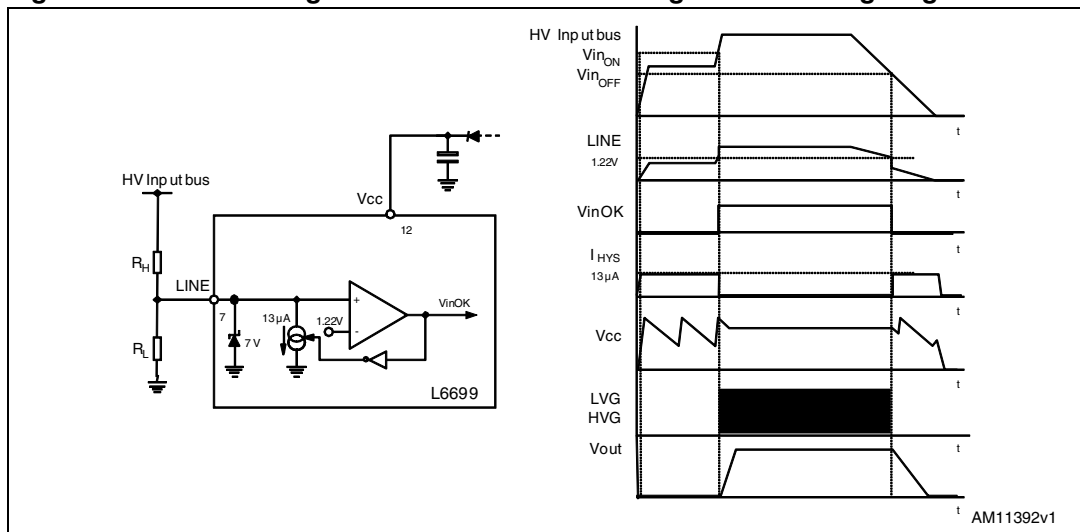 HV Input bus
R_H
R_L
LINE
7
7 V
13μA
1.22V
+
-
VinOK
Vcc
12
L6699
HV Input bus
Vin_ON
Vin_OFF
t
LINE
1.22V
t
VinOK
t
I_HYS
13μA
t
Vcc
t
LVG
HVG
t
Vout
t
AM11392v1